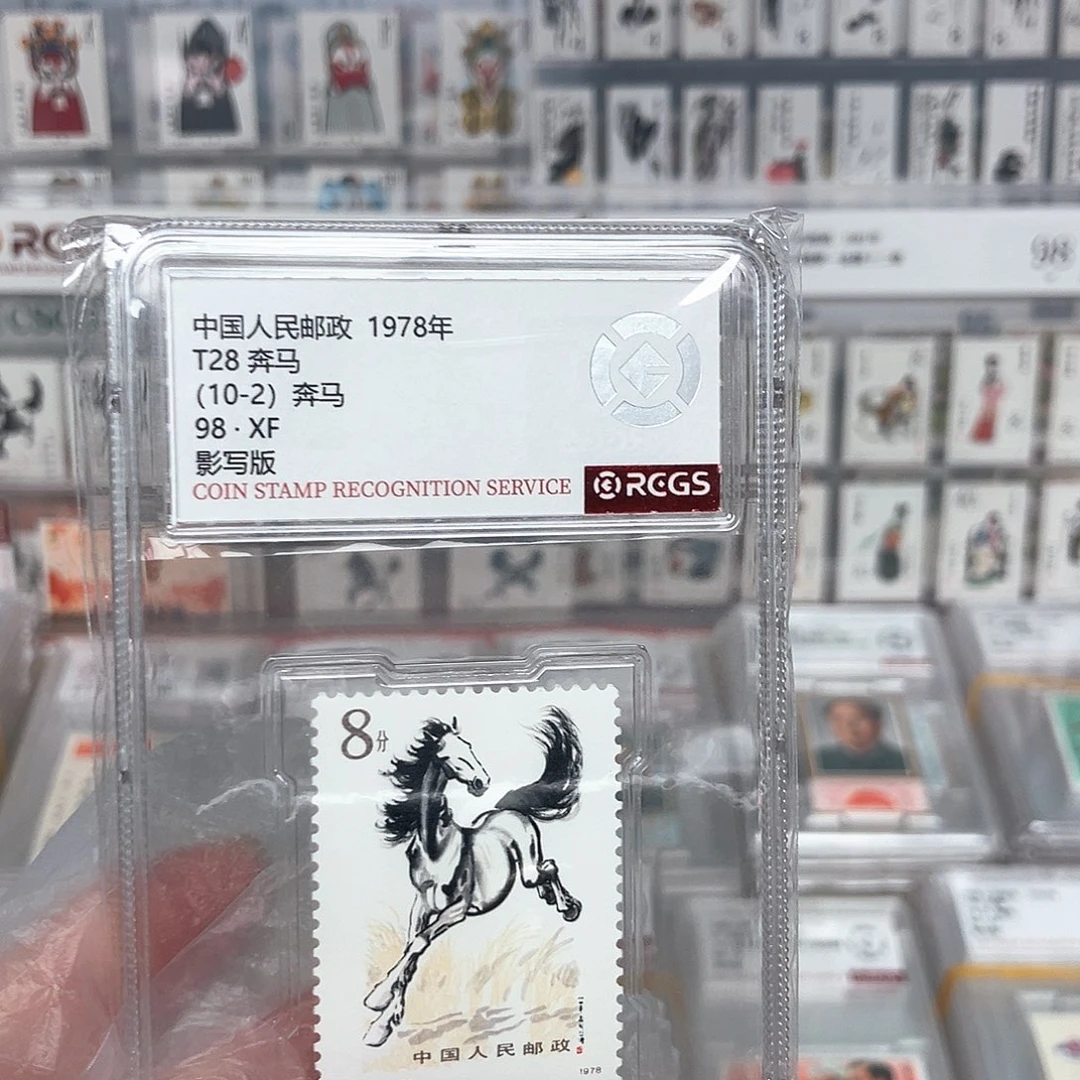 中国人民邮政 1978年
T28 奔马
(10-2) 奔马
98 · XF
影写版
COIN STAMP RECOGNITION SERVICE RCGS
8分
中国人民邮政
1978
98